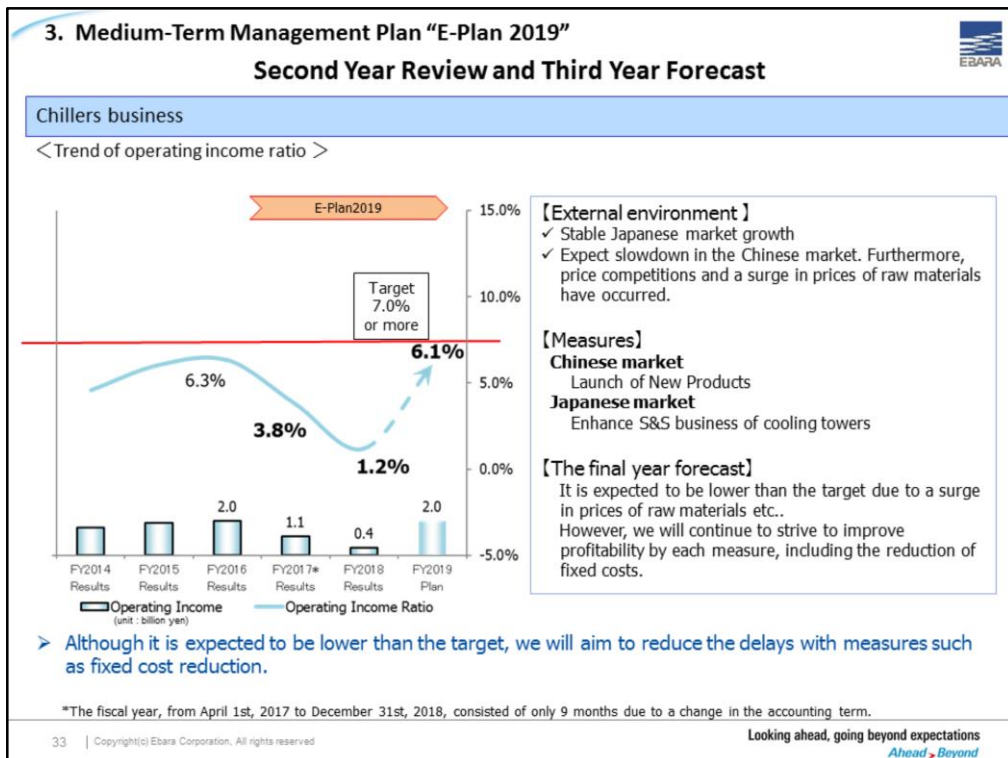 3. Medium-Term Management Plan “E-Plan 2019”
Second Year Review and Third Year Forecast
EBARA
Chillers business
＜Trend of operating income ratio ＞
E-Plan2019
15.0%
10.0%
5.0%
0.0%
-5.0%
Target
7.0%
or more
6.3%
3.8%
1.2%
6.1%
2.0
1.1
0.4
2.0
FY2014
Results
FY2015
Results
FY2016
Results
FY2017*
Results
FY2018
Results
FY2019
Plan
Operating Income
(unit : billion yen)
Operating Income Ratio
【External environment 】
✓ Stable Japanese market growth
✓ Expect slowdown in the Chinese market. Furthermore,
price competitions and a surge in prices of raw materials
have occurred.
【Measures】
Chinese market
Launch of New Products
Japanese market
Enhance S&S business of cooling towers
【The final year forecast】
It is expected to be lower than the target due to a surge
in prices of raw materials etc..
However, we will continue to strive to improve
profitability by each measure, including the reduction of
fixed costs.
➢ Although it is expected to be lower than the target, we will aim to reduce the delays with measures such
as fixed cost reduction.
*The fiscal year, from April 1st, 2017 to December 31st, 2018, consisted of only 9 months due to a change in the accounting term.
33 | Copyright(c) Ebara Corporation, All rights reserved
Looking ahead, going beyond expectations
Ahead > Beyond